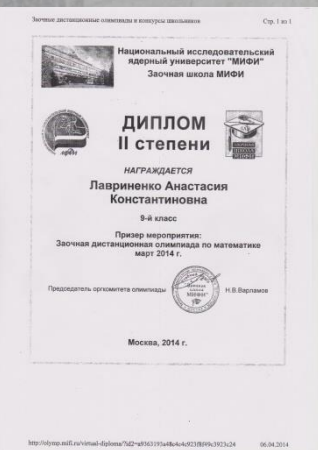 Заочные дистанционные олимпиады и конкурсы школьников
Стр. 1 из 1
Национальный исследовательский
ядерный университет "МИФИ"
Заочная школа МИФИ
ДИПЛОМ
II степени
НАГРАЖДАЕТСЯ
Лавриненко Анастасия
Константиновна
9-й класс
Призер мероприятия:
Заочная дистанционная олимпиада по математике
март 2014 г.
Председатель оргкомитета олимпиады
Н.В.Варламов
Москва, 2014 г.
06.04.2014